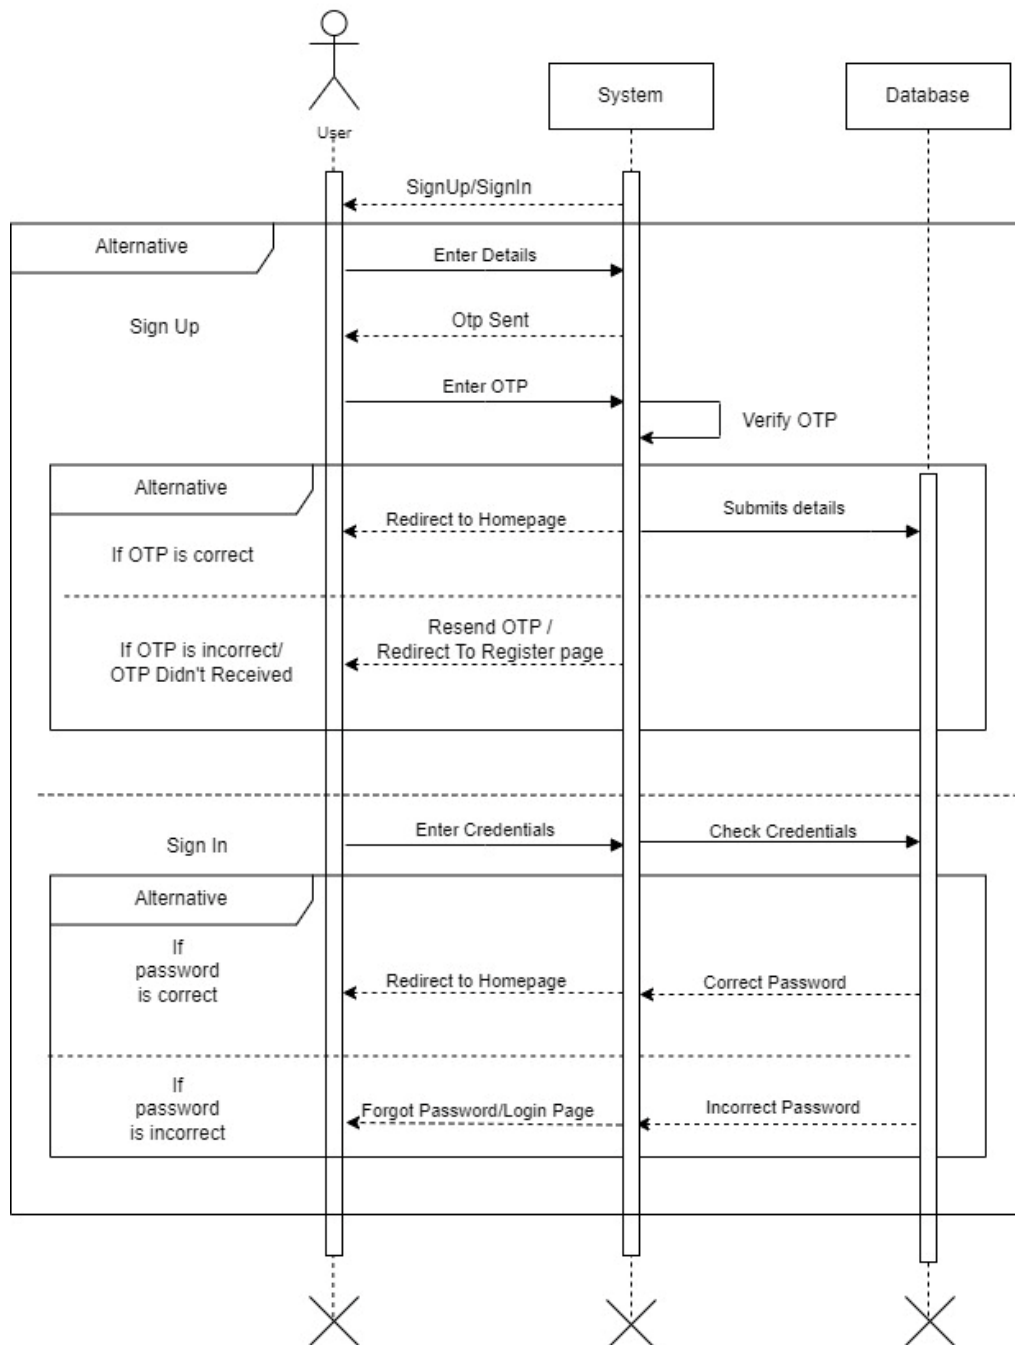 User
System
Database
SignUp/SignIn
Alternative
Enter Details
Sign Up
Otp Sent
Enter OTP
Verify OTP
Alternative
Redirect to Homepage
Submits details
If OTP is correct
Resend OTP /
Redirect To Register page
If OTP is incorrect/
OTP Didn't Received
Enter Credentials
Check Credentials
Sign In
Alternative
If
password
is correct
Redirect to Homepage
Correct Password
If
password
is incorrect
Forgot Password/Login Page
Incorrect Password